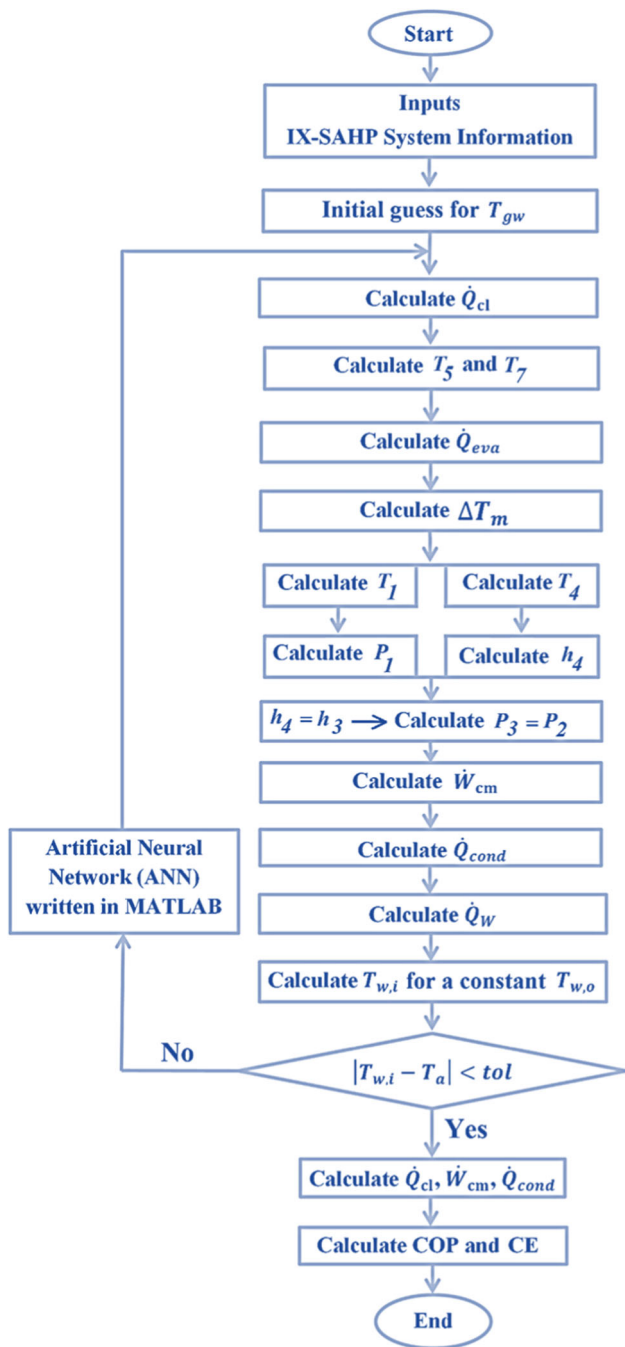 Start
Inputs
IX-SAHP System Information
Initial guess for T_gw
Calculate Q̇_cl
Calculate T_5 and T_7
Calculate Q̇_eva
Calculate ΔT_m
Calculate T_1
Calculate T_4
Calculate P_1
Calculate h_4
h_4 = h_3 → Calculate P_3 = P_2
Calculate Ẇ_cm
Calculate Q̇_cond
Calculate Q̇_W
Calculate T_w,i for a constant T_w,o
|T_w,i − T_a| < tol
No
Artificial Neural
Network (ANN)
written in MATLAB
Yes
Calculate Q̇_cl, Ẇ_cm, Q̇_cond
Calculate COP and CE
End